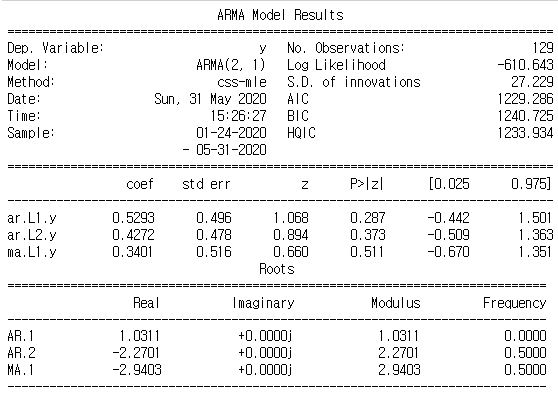 ARMA Model Results
==============================================================================
Dep. Variable: y No. Observations: 129
Model: ARMA(2, 1) Log Likelihood -610.643
Method: css-mle S.D. of innovations 27.229
Date: Sun, 31 May 2020 AIC 1229.286
Time: 15:26:27 BIC 1240.725
Sample: 01-24-2020 HQIC 1233.934
- 05-31-2020
==============================================================================
coef std err z P>|z| [0.025 0.975]
------------------------------------------------------------------------------
ar.L1.y 0.5293 0.496 1.068 0.287 -0.442 1.501
ar.L2.y 0.4272 0.478 0.894 0.373 -0.509 1.363
ma.L1.y 0.3401 0.516 0.660 0.511 -0.670 1.351
Roots
=============================================================================
Real Imaginary Modulus Frequency
-----------------------------------------------------------------------------
AR.1 1.0311 +0.0000j 1.0311 0.0000
AR.2 -2.2701 +0.0000j 2.2701 0.5000
MA.1 -2.9403 +0.0000j 2.9403 0.5000
-----------------------------------------------------------------------------